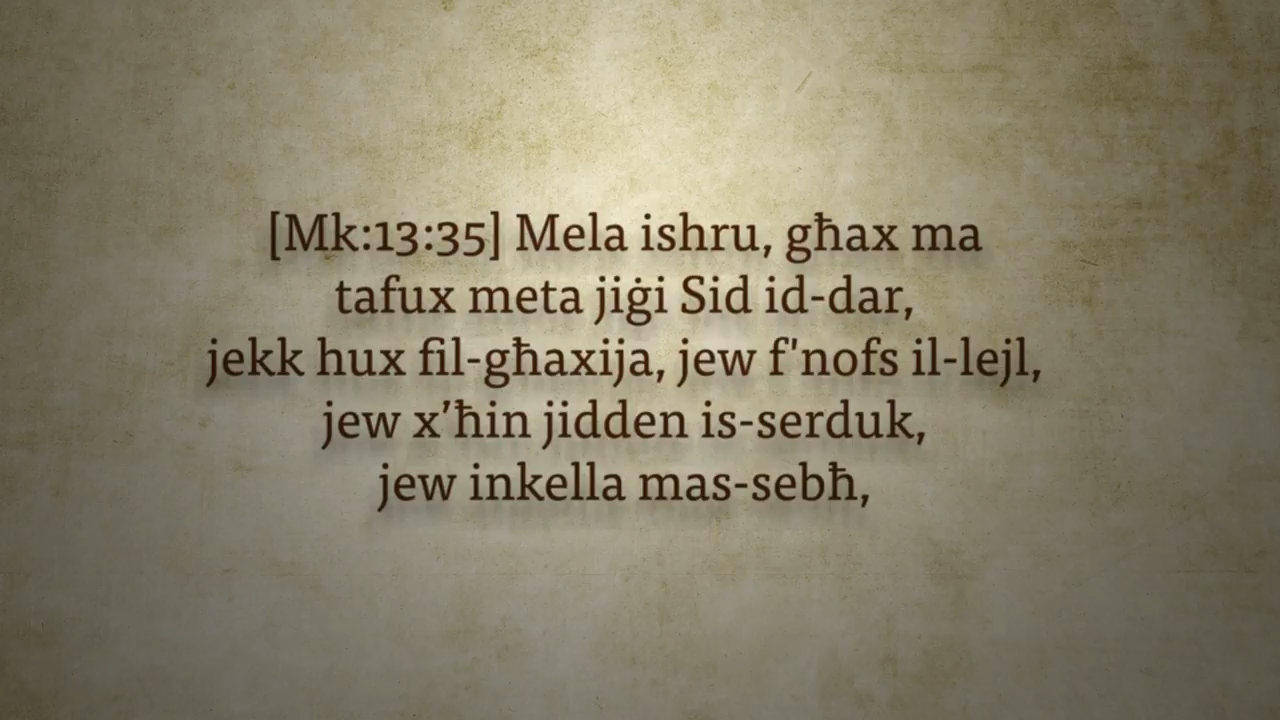 [Mk:13:35] Mela ishru, għax ma
tafux meta jiġi Sid id-dar,
jekk hux fil-għaxija, jew f'nofs il-lejl,
jew x’ħin jidden is-serduk,
jew inkella mas-sebħ,